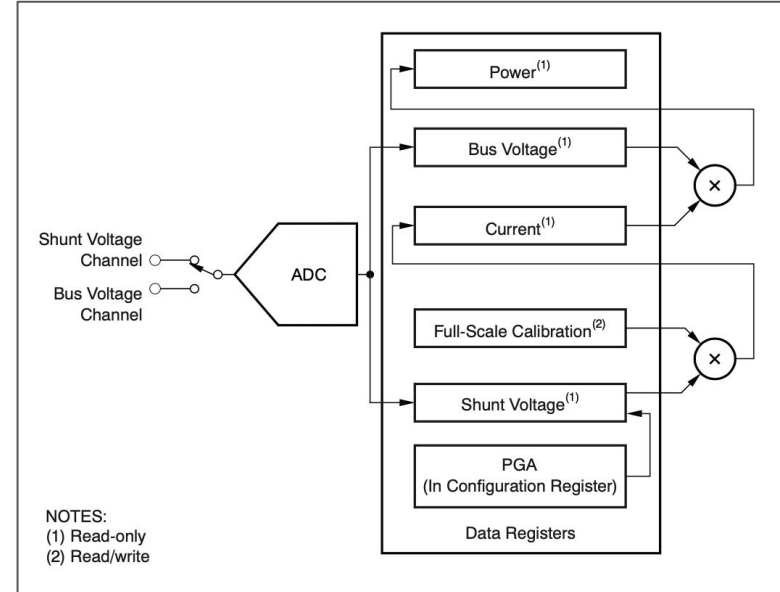 Power(1)
Bus Voltage(1)
×
Current(1)
Shunt Voltage
Channel
Bus Voltage
Channel
ADC
Full-Scale Calibration(2)
×
Shunt Voltage(1)
PGA
(In Configuration Register)
Data Registers
NOTES:
(1) Read-only
(2) Read/write